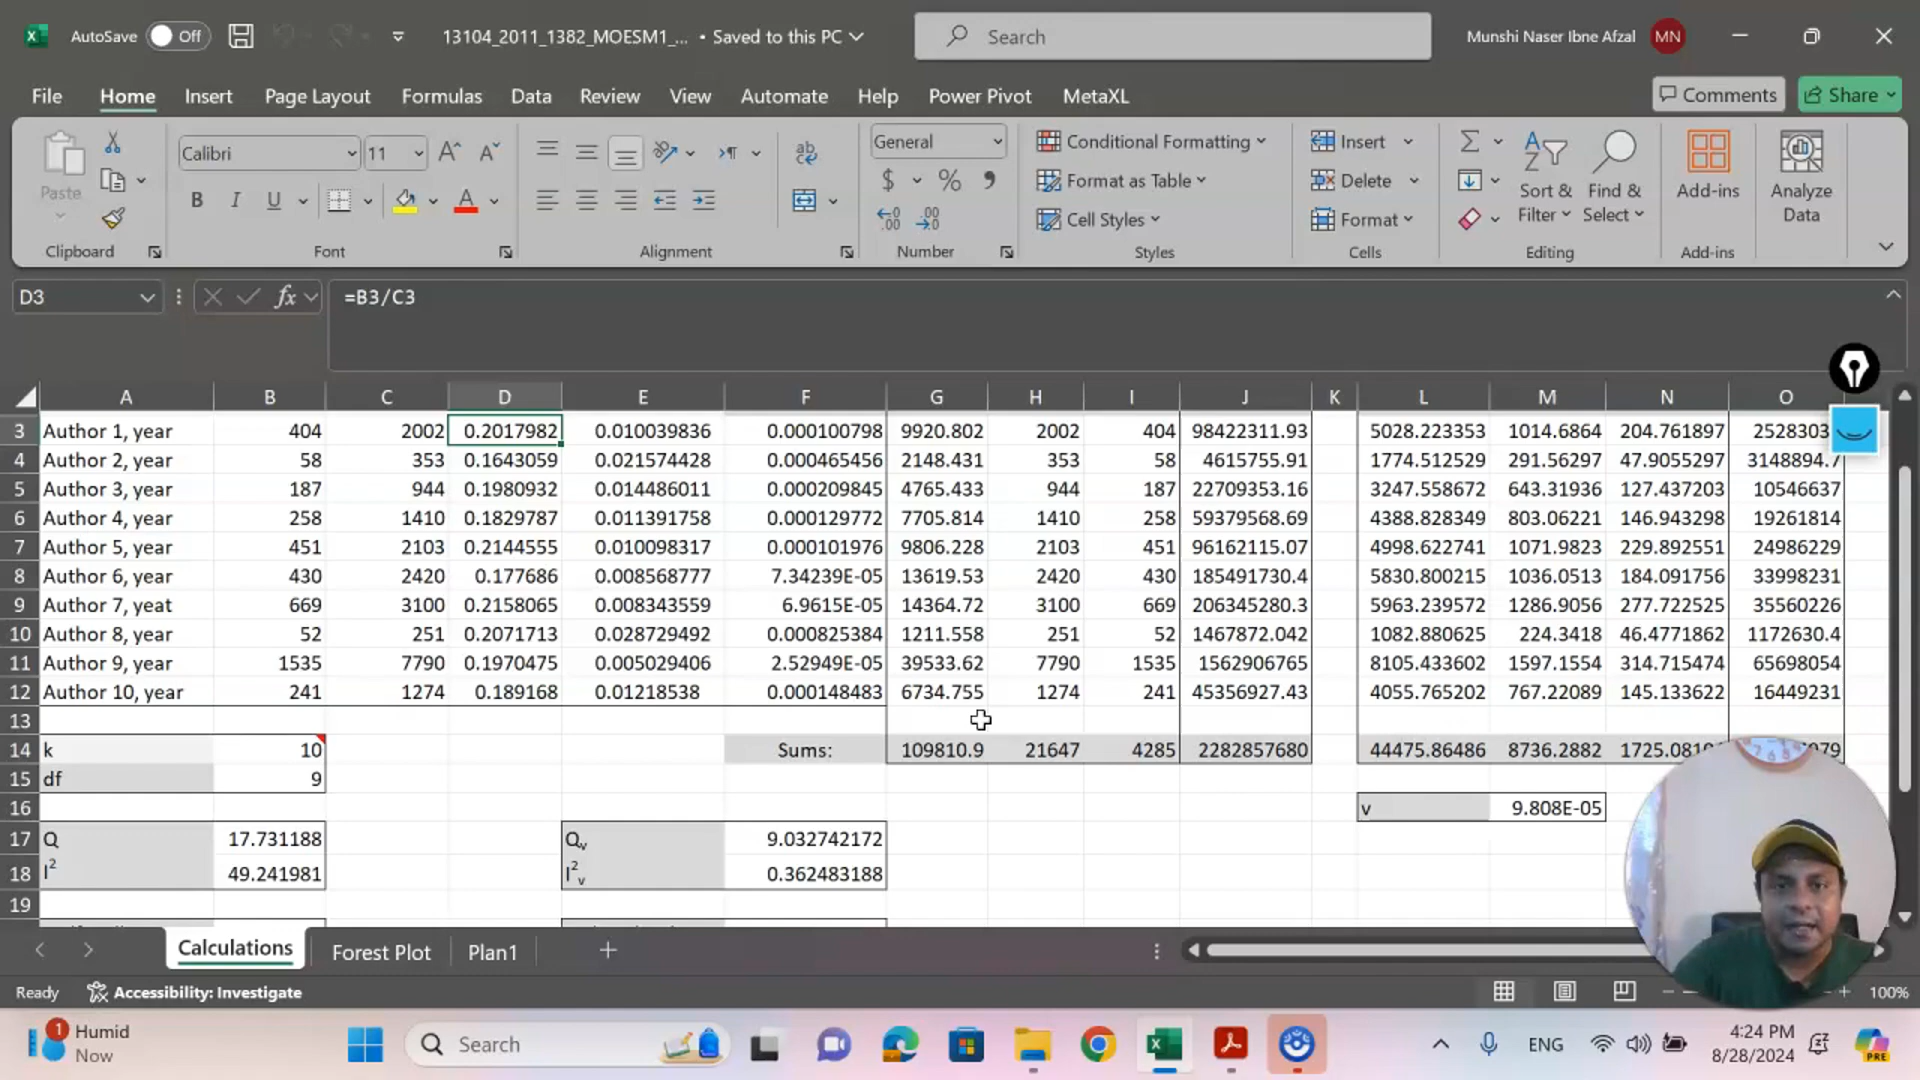 AutoSave Off 13104_2011_1382_MOESM1_... • Saved to this PC Search Munshi Naser Ibne Afzal MN
File Home Insert Page Layout Formulas Data Review View Automate Help Power Pivot MetaXL Comments Share
Paste Calibri 11 General Conditional Formatting Insert
Format as Table Delete Sort & Find & Add-ins Analyze
Cell Styles Format Filter Select Data
Clipboard Font Alignment Number Styles Cells Editing Add-ins
D3 fx =B3/C3
A B C D E F G H I J K L M N O
3 Author 1, year 404 2002 0.2017982 0.010039836 0.000100798 9920.802 2002 404 98422311.93 5028.223353 1014.6864 204.761897 2528303
4 Author 2, year 58 353 0.1643059 0.021574428 0.000465456 2148.431 353 58 4615755.91 1774.512529 291.56297 47.9055297 3148894.7
5 Author 3, year 187 944 0.1980932 0.014486011 0.000209845 4765.433 944 187 22709353.16 3247.558672 643.31936 127.437203 10546637
6 Author 4, year 258 1410 0.1829787 0.011391758 0.000129772 7705.814 1410 258 59379568.69 4388.828349 803.06221 146.943298 19261814
7 Author 5, year 451 2103 0.2144555 0.010098317 0.000101976 9806.228 2103 451 96162115.07 4998.622741 1071.9823 229.892551 24986229
8 Author 6, year 430 2420 0.177686 0.008568777 7.34239E-05 13619.53 2420 430 185491730.4 5830.800215 1036.0513 184.091756 33998231
9 Author 7, yeat 669 3100 0.2158065 0.008343559 6.9615E-05 14364.72 3100 669 206345280.3 5963.239572 1286.9056 277.722525 35560226
10 Author 8, year 52 251 0.2071713 0.028729492 0.000825384 1211.558 251 52 1467872.042 1082.880625 224.3418 46.4771862 1172630.4
11 Author 9, year 1535 7790 0.1970475 0.005029406 2.52949E-05 39533.62 7790 1535 1562906765 8105.433602 1597.1554 314.715474 65698054
12 Author 10, year 241 1274 0.189168 0.01218538 0.000148483 6734.755 1274 241 45356927.43 4055.765202 767.22089 145.133622 16449231
13
14 k 10 Sums: 109810.9 21647 4285 2282857680 44475.86486 8736.2882
15 df 9
16 v 9.808E-05
17 Q 17.731188 Qv 9.032742172
18 I² 49.241981 I²v 0.362483188
19
Calculations Forest Plot Plan1
Ready Accessibility: Investigate 100%
1 Humid Search ENG 4:24 PM
Now 8/28/2024 PRE